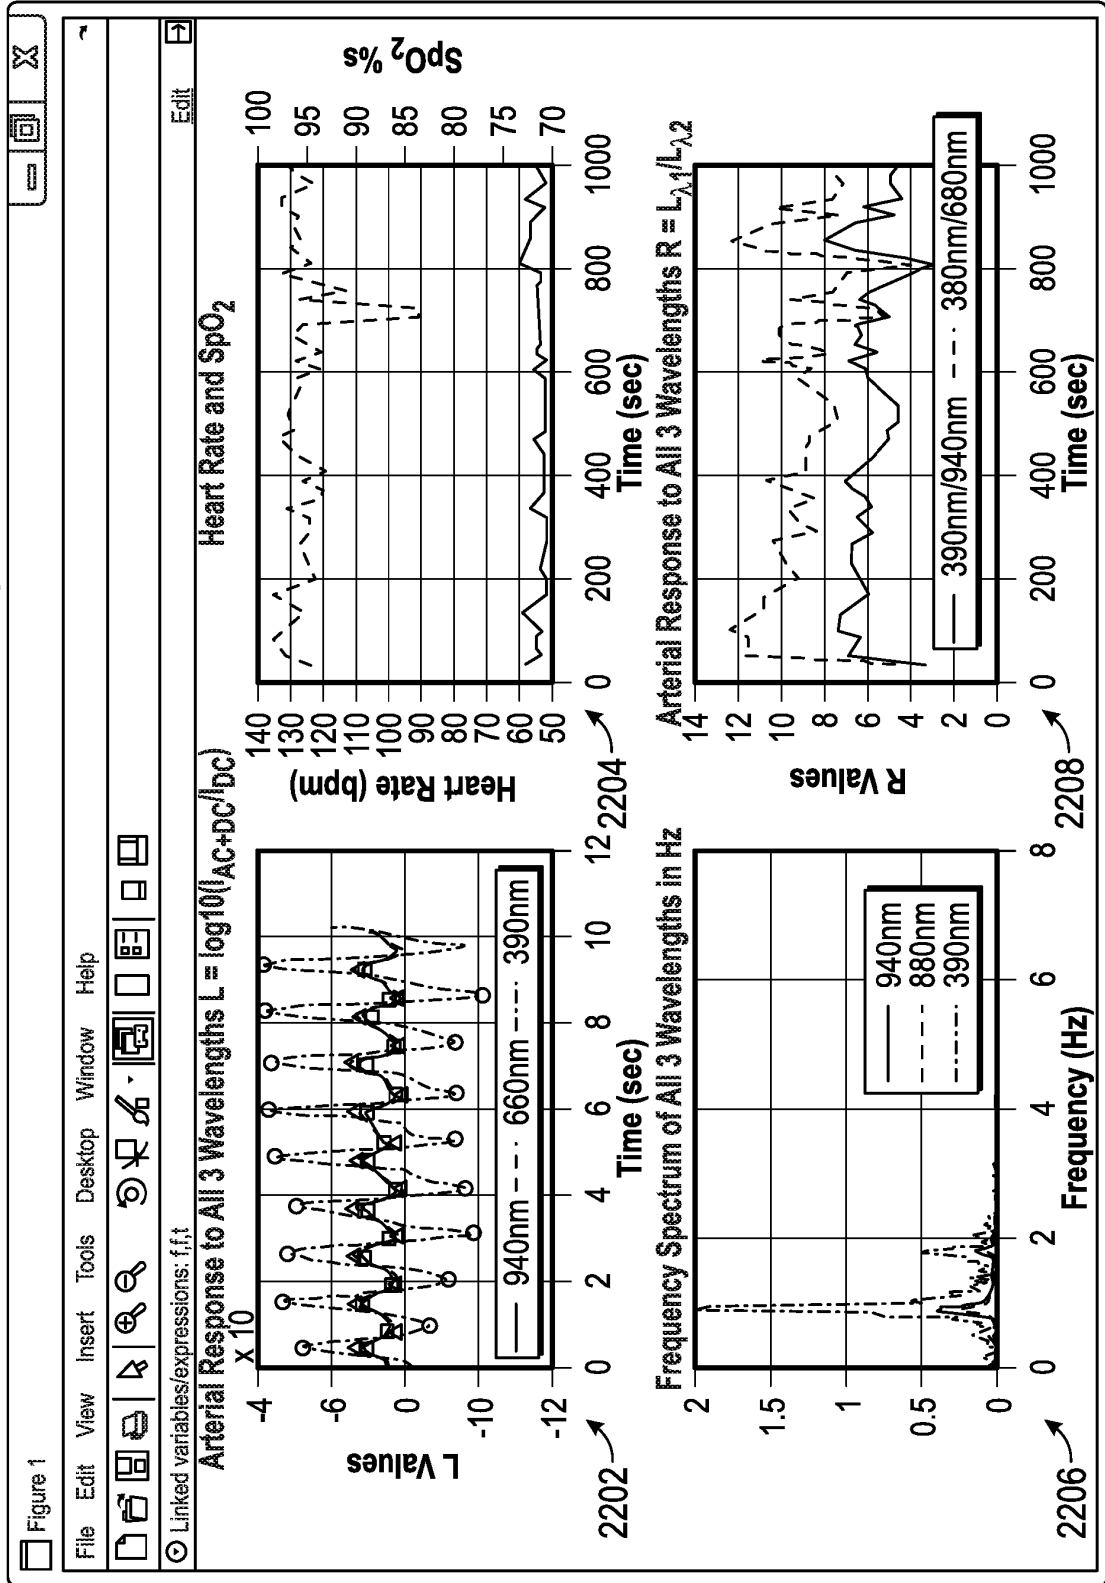 Figure 1
File Edit View Insert Tools Desktop Window Help
Linked variables/expressions: f,f,t
Edit
Arterial Response to All 3 Wavelengths L = log10(I_AC+DC/I_DC)
x 10
L Values
-4
-6
0
-10
-12
940nm 660nm 390nm
0 2 4 6 8 10 12
Time (sec)
2202
Heart Rate and SpO₂
Heart Rate (bpm)
140
130
120
110
100
90
80
70
60
50
SpO₂ %s
100
95
90
85
80
75
70
0 200 400 600 800 1000
Time (sec)
2204
Frequency Spectrum of All 3 Wavelengths in Hz
2
1.5
1
0.5
0
940nm
880nm
390nm
0 2 4 6 8
Frequency (Hz)
2206
Arterial Response to All 3 Wavelengths R = L_λ1/L_λ2
R Values
14
12
10
8
6
4
2
0
390nm/940nm 380nm/680nm
0 200 400 600 800 1000
Time (sec)
2208